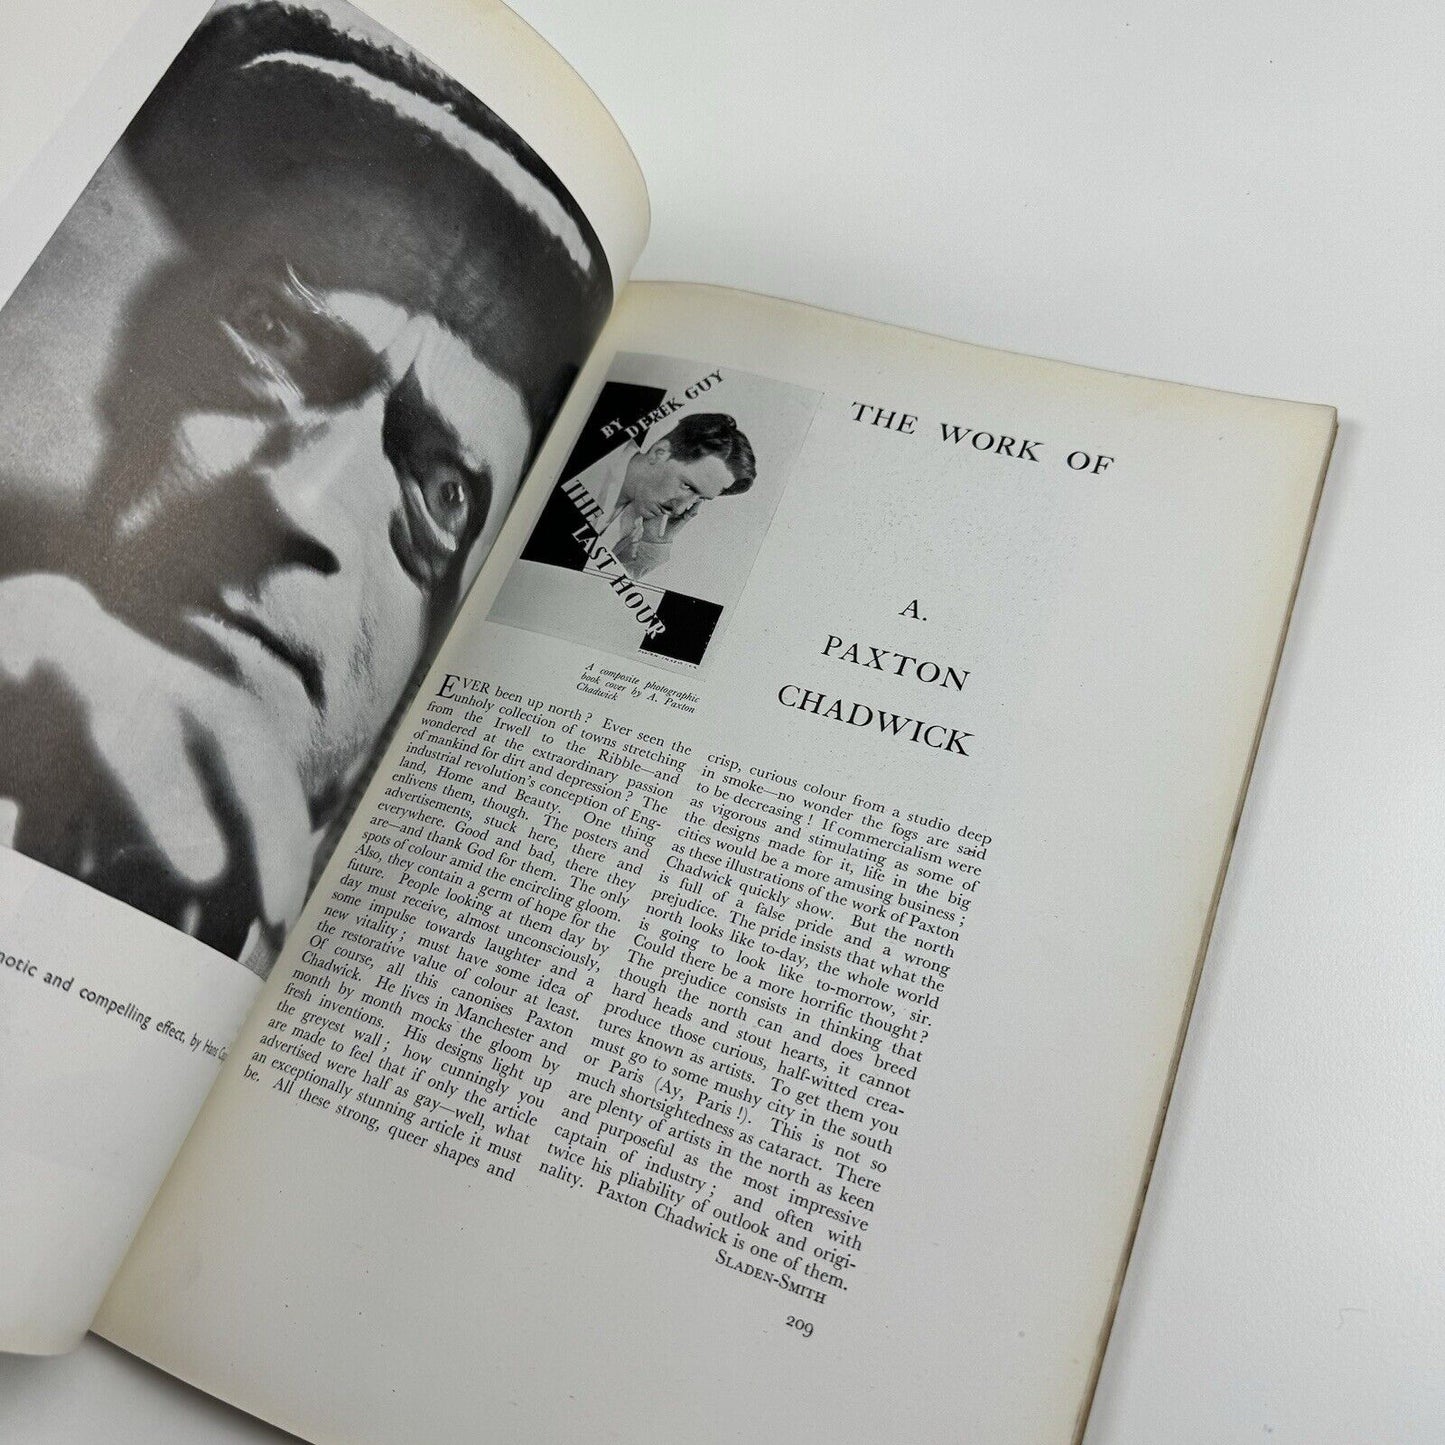 notic and compelling effect, by Hans
BY
DEREK GUY
THE
LAST
HOUR
THE WORK OF
A.
PAXTON
CHADWICK
A composite photographic
book cover by A. Paxton
Chadwick
EVER been up north? Ever seen the
unholy collection of towns stretching
from the Irwell to the Ribble—and
wondered at the extraordinary passion
of mankind for dirt and depression? The
industrial revolution's conception of Eng-
land, Home and Beauty. One thing
enlivens them, though. The posters and
advertisements, stuck here, there and
everywhere. Good and bad, there they
are—and thank God for them. The only
spots of colour amid the encircling gloom.
Also, they contain a germ of hope for the
future. People looking at them day by
day must receive, almost unconsciously,
some impulse towards laughter and a
new vitality; must have some idea of
the restorative value of colour at least.
Of course, all this canonises Paxton
Chadwick. He lives in Manchester and
month by month mocks the gloom by
fresh inventions. His designs light up
the greyest wall; how cunningly you
are made to feel that if only the article
advertised were half as gay—well, what
an exceptionally stunning article it must
be. All these strong, queer shapes and
crisp, curious colour from a studio deep
in smoke—no wonder the fogs are said
to be decreasing! If commercialism were
as vigorous and stimulating as some of
the designs made for it, life in the big
cities would be a more amusing business;
as these illustrations of the work of Paxton
Chadwick quickly show. But the north
is full of a false pride and a wrong
prejudice. The pride insists that what the
north looks like to-day, the whole world
is going to look like to-morrow, sir.
Could there be a more horrific thought?
The prejudice consists in thinking that
though the north can and does breed
hard heads and stout hearts, it cannot
produce those curious, half-witted crea-
tures known as artists. To get them you
must go to some mushy city in the south
or Paris (Ay, Paris!). This is not so
much shortsightedness as cataract. There
are plenty of artists in the north as keen
and purposeful as the most impressive
captain of industry; and often with
twice his pliability of outlook and origi-
nality. Paxton Chadwick is one of them.
SLADEN-SMITH
209